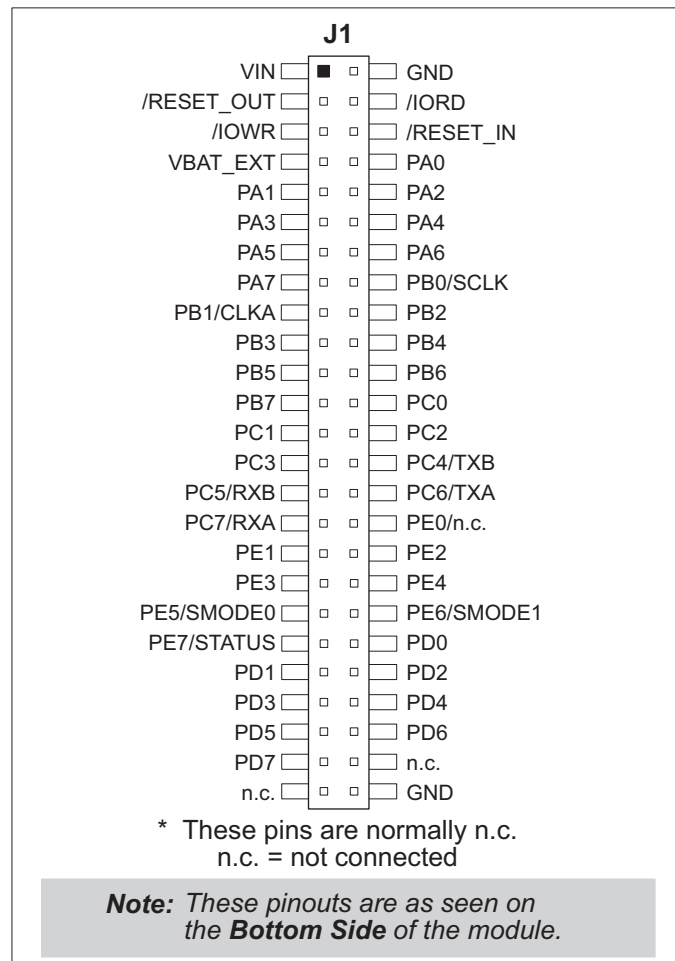 J1
VIN GND
/RESET_OUT /IORD
/IOWR /RESET_IN
VBAT_EXT PA0
PA1 PA2
PA3 PA4
PA5 PA6
PA7 PB0/SCLK
PB1/CLKA PB2
PB3 PB4
PB5 PB6
PB7 PC0
PC1 PC2
PC3 PC4/TXB
PC5/RXB PC6/TXA
PC7/RXA PE0/n.c.
PE1 PE2
PE3 PE4
PE5/SMODE0 PE6/SMODE1
PE7/STATUS PD0
PD1 PD2
PD3 PD4
PD5 PD6
PD7 n.c.
n.c. GND
* These pins are normally n.c.
n.c. = not connected
Note: These pinouts are as seen on
the Bottom Side of the module.